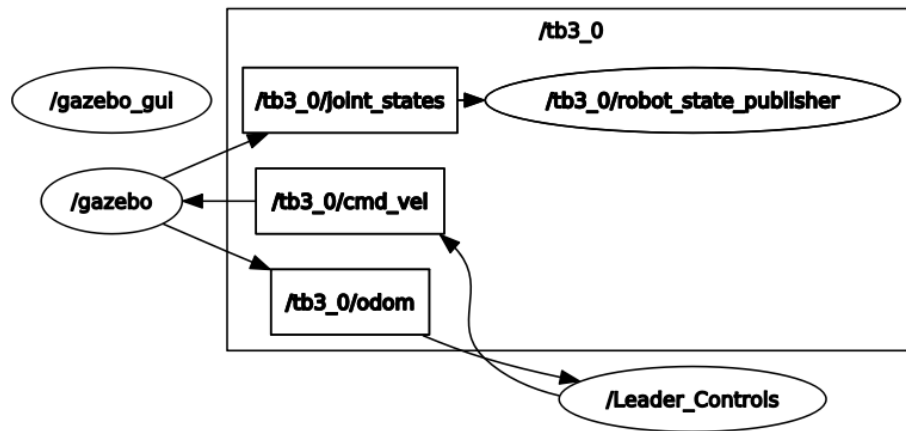 /tb3_0
/gazebo_gui
/tb3_0/joint_states
/tb3_0/robot_state_publisher
/gazebo
/tb3_0/cmd_vel
/tb3_0/odom
/Leader_Controls